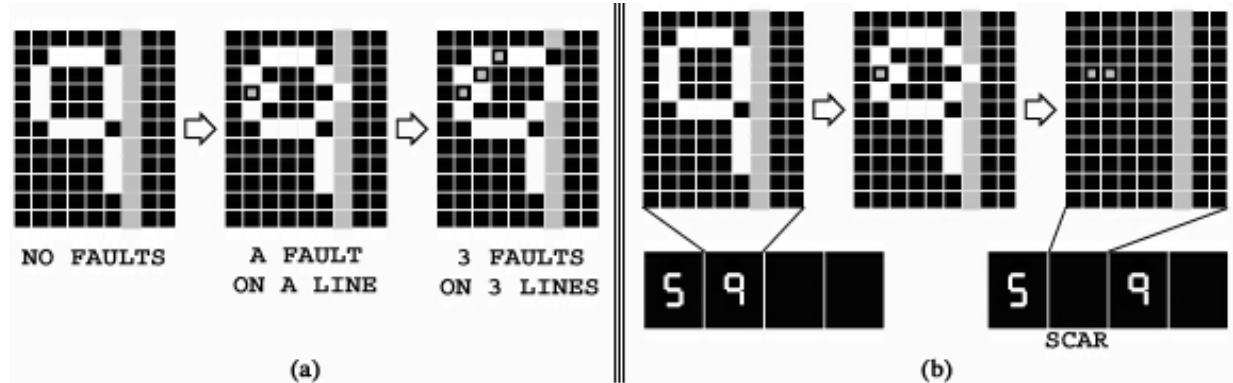 NO FAULTS
A FAULT
ON A LINE
3 FAULTS
ON 3 LINES
(a)
5 9
5 9
SCAR
(b)